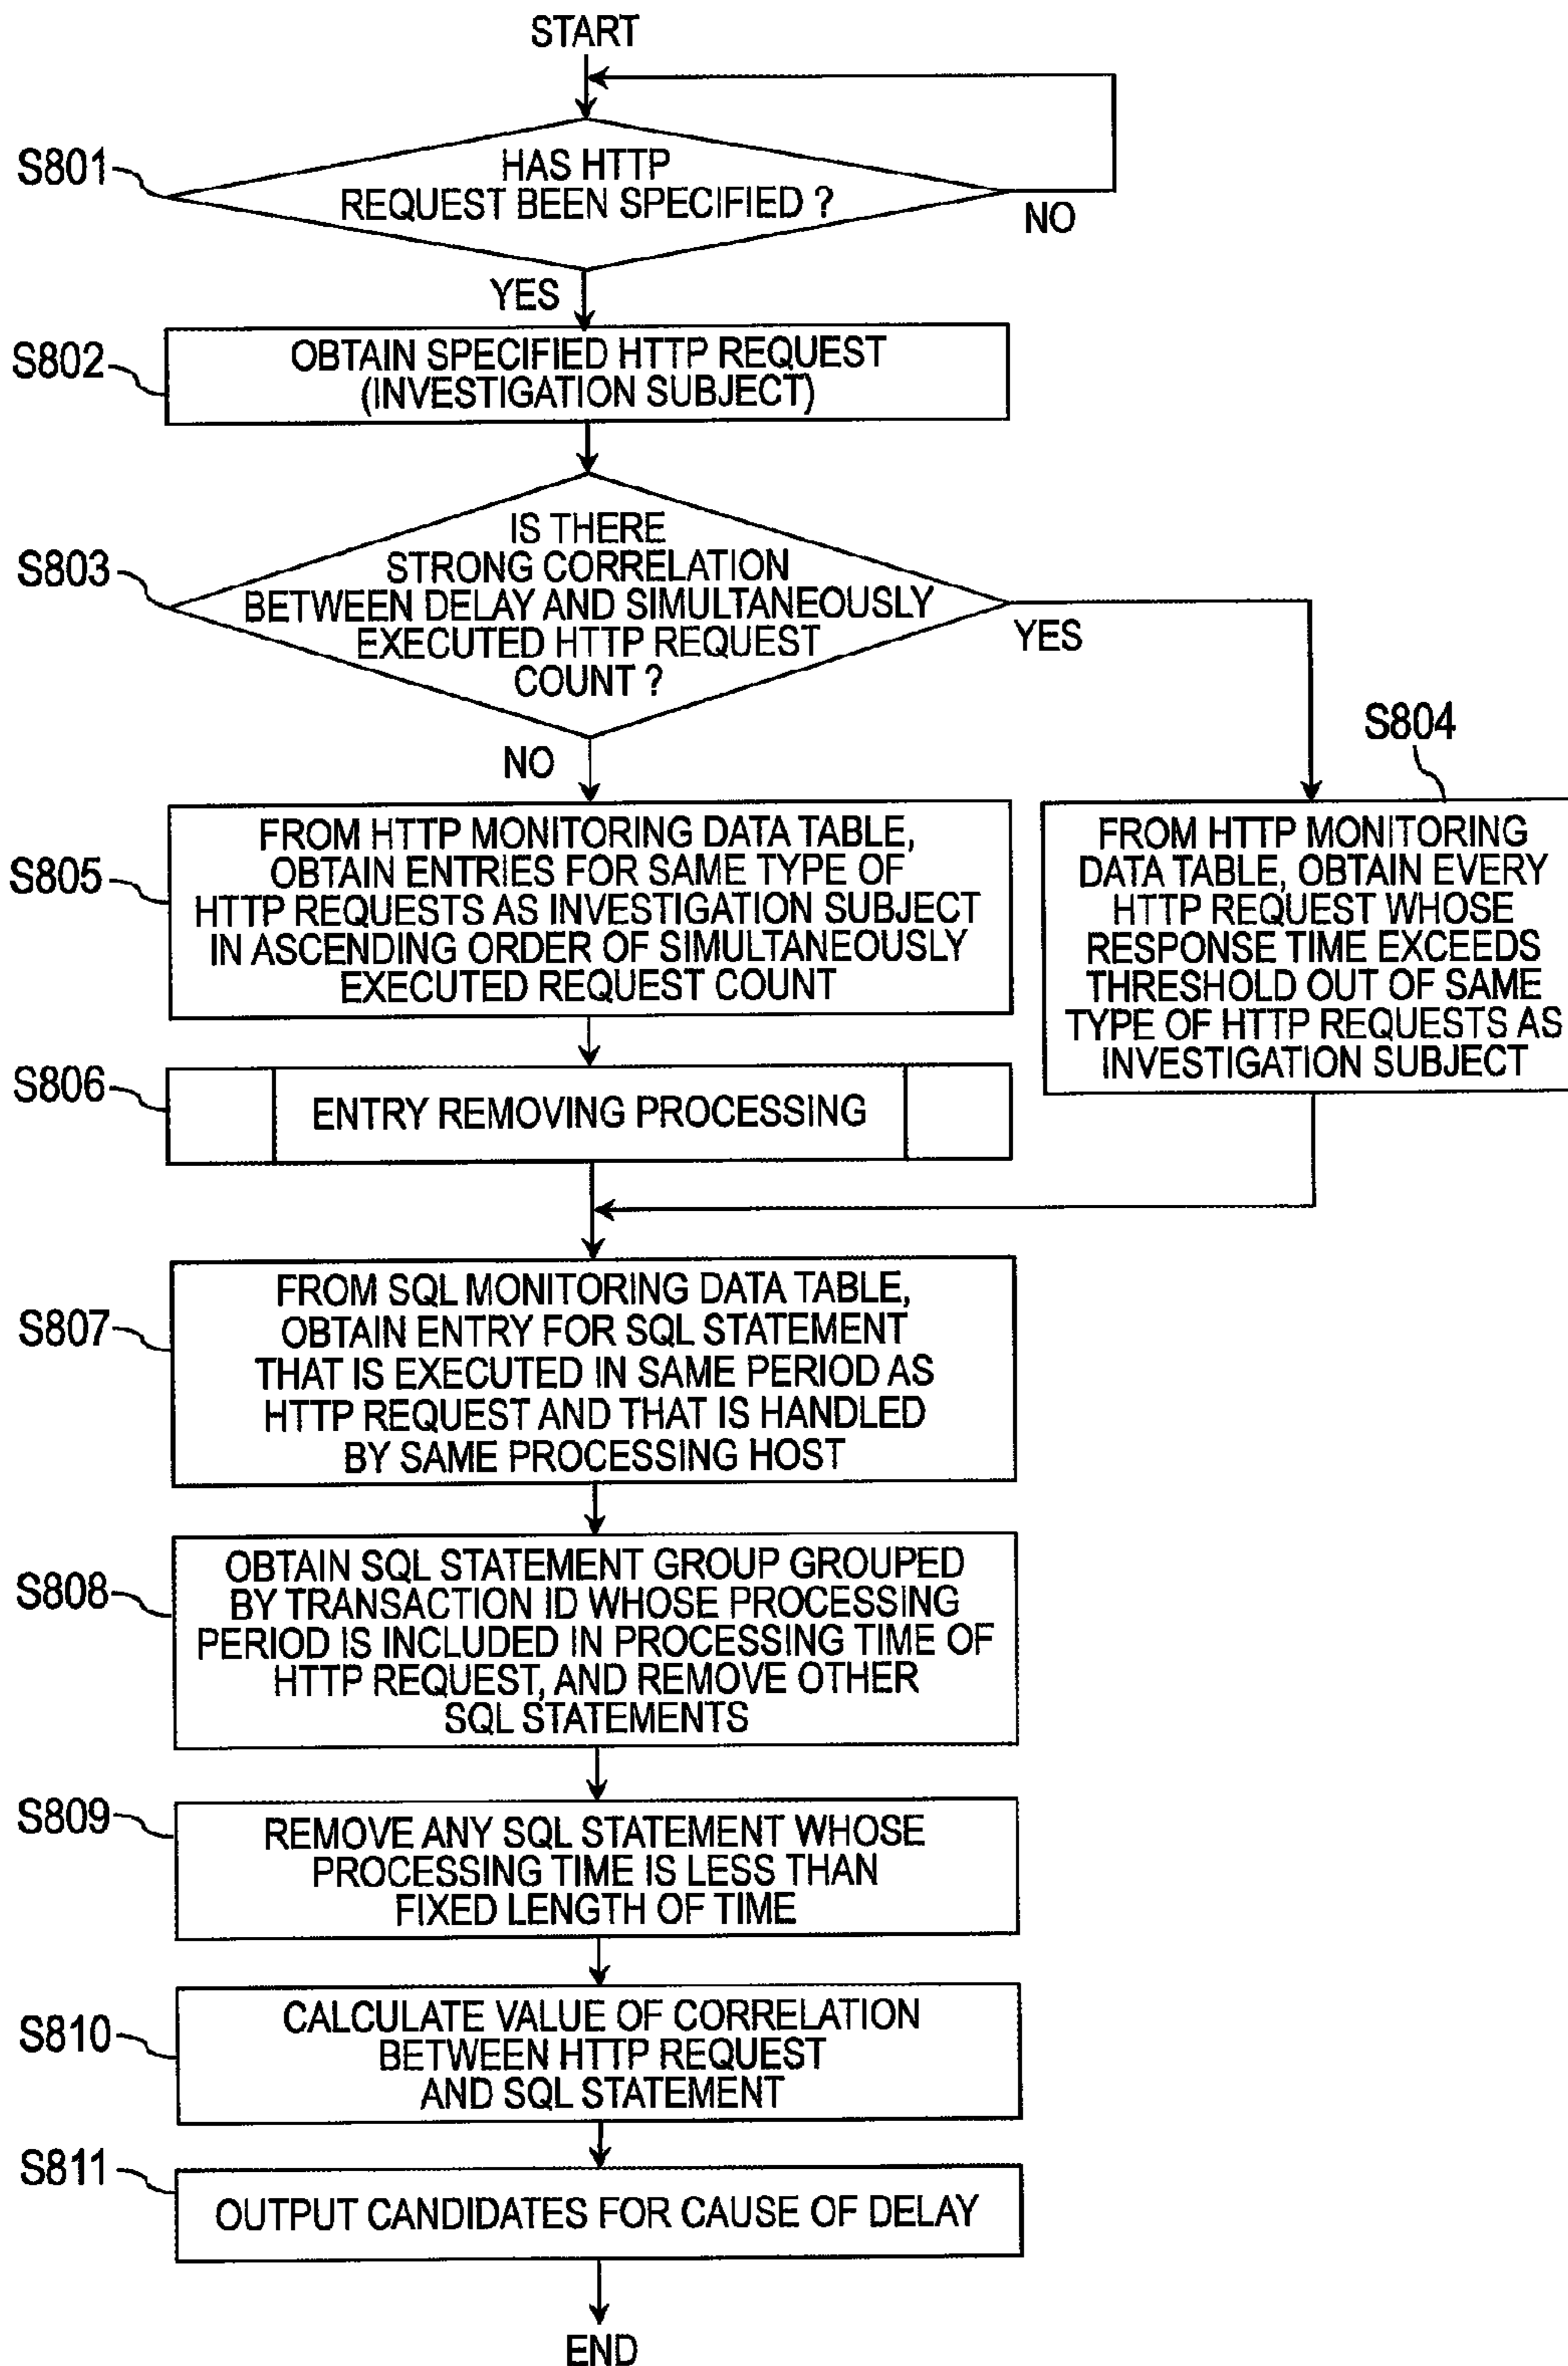 START
S801
HAS HTTP
REQUEST BEEN SPECIFIED ?
NO
YES
S802
OBTAIN SPECIFIED HTTP REQUEST
(INVESTIGATION SUBJECT)
S803
IS THERE
STRONG CORRELATION
BETWEEN DELAY AND SIMULTANEOUSLY
EXECUTED HTTP REQUEST
COUNT ?
YES
NO
S804
FROM HTTP MONITORING
DATA TABLE, OBTAIN EVERY
HTTP REQUEST WHOSE
RESPONSE TIME EXCEEDS
THRESHOLD OUT OF SAME
TYPE OF HTTP REQUESTS AS
INVESTIGATION SUBJECT
S805
FROM HTTP MONITORING DATA TABLE,
OBTAIN ENTRIES FOR SAME TYPE OF
HTTP REQUESTS AS INVESTIGATION SUBJECT
IN ASCENDING ORDER OF SIMULTANEOUSLY
EXECUTED REQUEST COUNT
S806
ENTRY REMOVING PROCESSING
S807
FROM SQL MONITORING DATA TABLE,
OBTAIN ENTRY FOR SQL STATEMENT
THAT IS EXECUTED IN SAME PERIOD AS
HTTP REQUEST AND THAT IS HANDLED
BY SAME PROCESSING HOST
S808
OBTAIN SQL STATEMENT GROUP GROUPED
BY TRANSACTION ID WHOSE PROCESSING
PERIOD IS INCLUDED IN PROCESSING TIME OF
HTTP REQUEST, AND REMOVE OTHER
SQL STATEMENTS
S809
REMOVE ANY SQL STATEMENT WHOSE
PROCESSING TIME IS LESS THAN
FIXED LENGTH OF TIME
S810
CALCULATE VALUE OF CORRELATION
BETWEEN HTTP REQUEST
AND SQL STATEMENT
S811
OUTPUT CANDIDATES FOR CAUSE OF DELAY
END